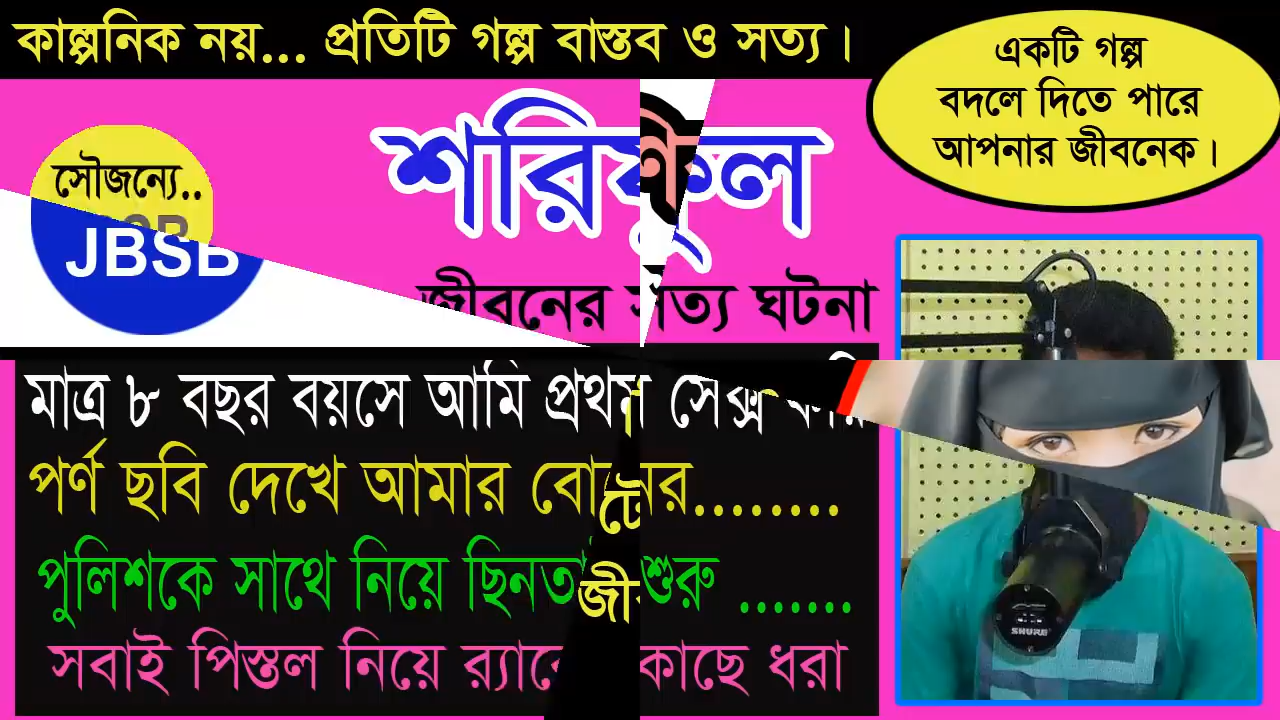 কাল্পনিক নয়... প্রতিটি গল্প বাস্তব ও সত্য।
একটি গল্প
বদলে দিতে পারে
আপনার জীবনেক।
সৌজন্যে..
JBSB
শরিফুল
জীবনের সত্য ঘটনা
মাত্র ৮ বছর বয়সে আমি প্রথম সেক্স করি
পর্ণ ছবি দেখে আমার বোনের........
পুলিশকে সাথে নিয়ে ছিনতাই শুরু .......
সবাই পিস্তল নিয়ে র‍্যাবের কাছে ধরা
SHURE